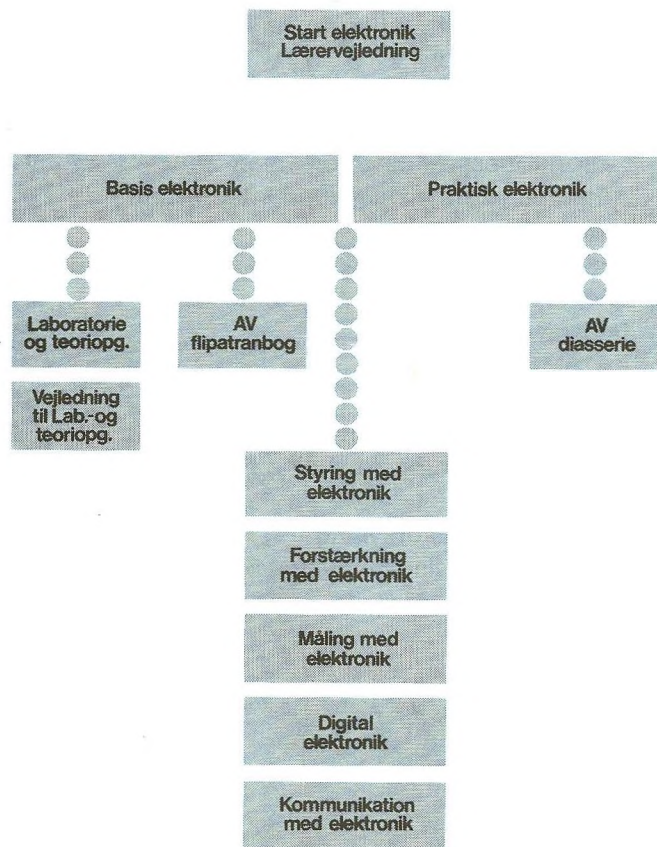 Start elektronik
Lærervejledning
Basis elektronik
Praktisk elektronik
Laboratorie
og teoriopg.
AV
flipatranbog
AV
diasserie
Vejledning
til Lab.-og
teoriopg.
Styring med
elektronik
Forstærkning
med elektronik
Måling med
elektronik
Digital
elektronik
Kommunikation
med elektronik